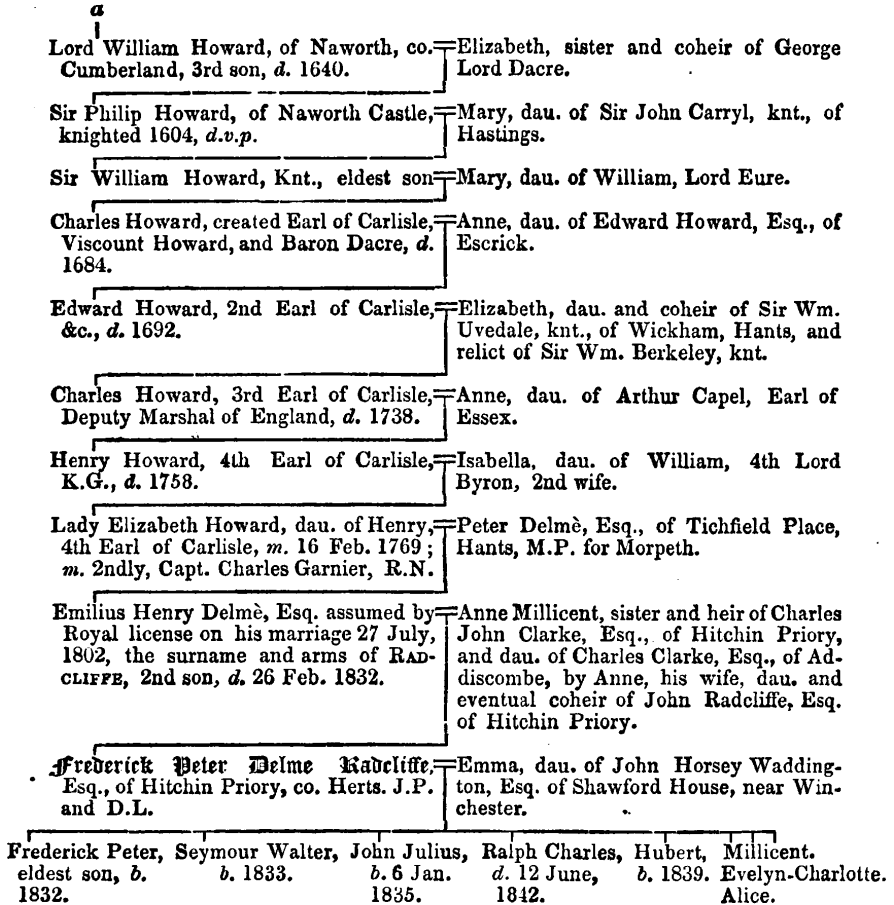 a
Lord William Howard, of Naworth, co.
Cumberland, 3rd son, d. 1640.
Elizabeth, sister and coheir of George
Lord Dacre.
Sir Philip Howard, of Naworth Castle,
knighted 1604, d.v.p.
Mary, dau. of Sir John Carryl, knt., of
Hastings.
Sir William Howard, Knt., eldest son
Mary, dau. of William, Lord Eure.
Charles Howard, created Earl of Carlisle,
Viscount Howard, and Baron Dacre, d.
1684.
Anne, dau. of Edward Howard, Esq., of
Escrick.
Edward Howard, 2nd Earl of Carlisle,
&c., d. 1692.
Elizabeth, dau. and coheir of Sir Wm.
Uvedale, knt., of Wickham, Hants, and
relict of Sir Wm. Berkeley, knt.
Charles Howard, 3rd Earl of Carlisle,
Deputy Marshal of England, d. 1738.
Anne, dau. of Arthur Capel, Earl of
Essex.
Henry Howard, 4th Earl of Carlisle,
K.G., d. 1758.
Isabella, dau. of William, 4th Lord
Byron, 2nd wife.
Lady Elizabeth Howard, dau. of Henry,
4th Earl of Carlisle, m. 16 Feb. 1769;
m. 2ndly, Capt. Charles Garnier, R.N.
Peter Delmè, Esq., of Tichfield Place,
Hants, M.P. for Morpeth.
Emilius Henry Delmè, Esq. assumed by
Royal license on his marriage 27 July,
1802, the surname and arms of RAD-
CLIFFE, 2nd son, d. 26 Feb. 1832.
Anne Millicent, sister and heir of Charles
John Clarke, Esq., of Hitchin Priory,
and dau. of Charles Clarke, Esq., of Ad-
discombe, by Anne, his wife, dau. and
eventual coheir of John Radcliffe, Esq.
of Hitchin Priory.
Frederick Peter Delme Radcliffe,
Esq., of Hitchin Priory, co. Herts. J.P.
and D.L.
Emma, dau. of John Horsey Wadding-
ton, Esq. of Shawford House, near Win-
chester.
Frederick Peter,
eldest son, b.
1832.
Seymour Walter,
b. 1833.
John Julius,
b. 6 Jan.
1835.
Ralph Charles,
d. 12 June,
1842.
Hubert,
b. 1839.
Millicent.
Evelyn-Charlotte.
Alice.